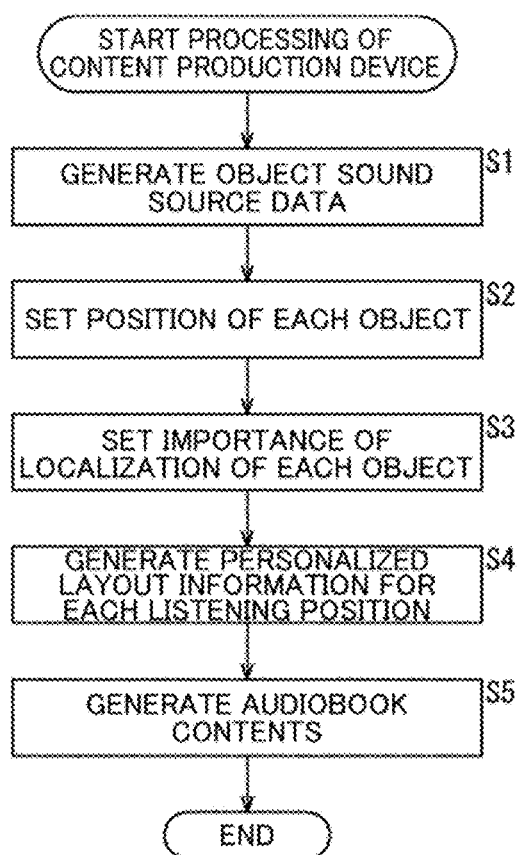 START PROCESSING OF
CONTENT PRODUCTION DEVICE
S1
GENERATE OBJECT SOUND
SOURCE DATA
S2
SET POSITION OF EACH OBJECT
S3
SET IMPORTANCE OF
LOCALIZATION OF EACH OBJECT
S4
GENERATE PERSONALIZED
LAYOUT INFORMATION FOR
EACH LISTENING POSITION
S5
GENERATE AUDIOBOOK
CONTENTS
END